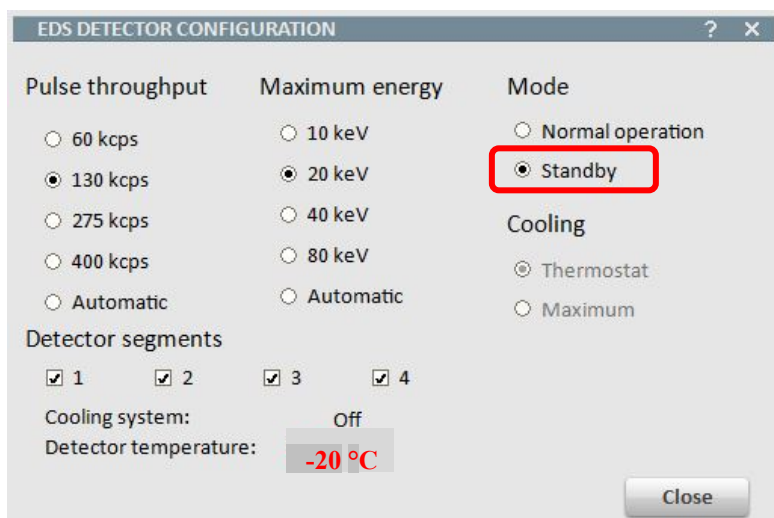 EDS DETECTOR CONFIGURATION ? ×
Pulse throughput
60 kcps
130 kcps
275 kcps
400 kcps
Automatic
Maximum energy
10 keV
20 keV
40 keV
80 keV
Automatic
Mode
Normal operation
Standby
Cooling
Thermostat
Maximum
Detector segments
1 2 3 4
Cooling system: Off
Detector temperature: -20 °C
Close